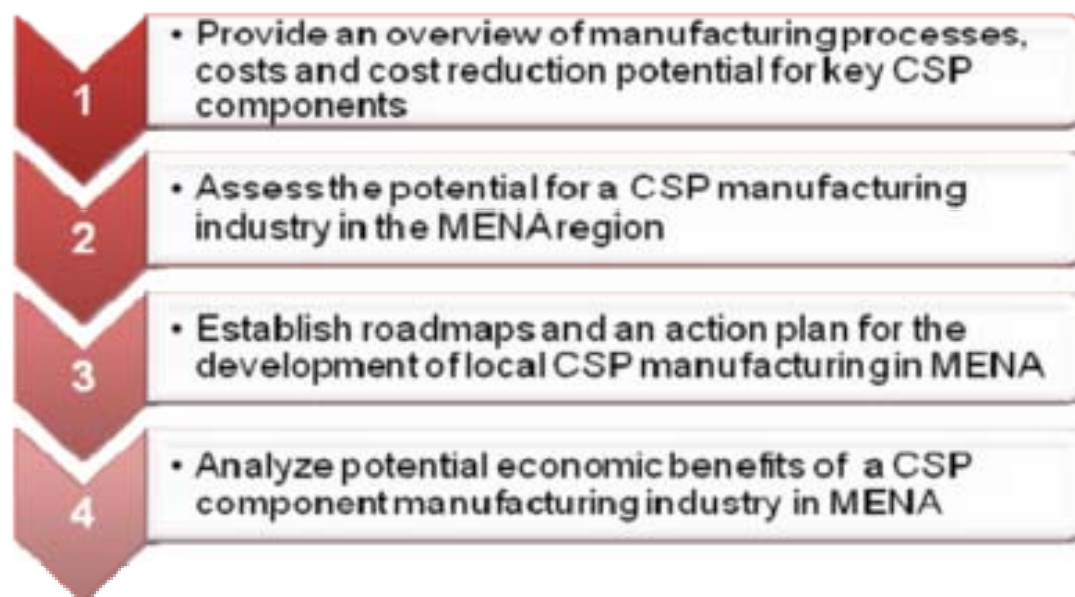 1
• Provide an overview of manufacturing processes,
costs and cost reduction potential for key CSP
components
2
• Assess the potential for a CSP manufacturing
industry in the MENA region
3
• Establish roadmaps and an action plan for the
development of local CSP manufacturing in MENA
4
• Analyze potential economic benefits of a CSP
component manufacturing industry in MENA